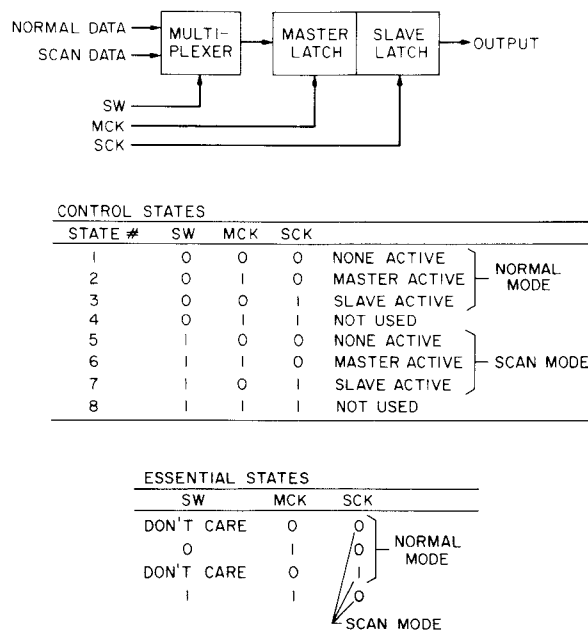 NORMAL DATA
SCAN DATA
MULTI-
PLEXER
MASTER
LATCH
SLAVE
LATCH
OUTPUT
SW
MCK
SCK
CONTROL STATES
STATE # SW MCK SCK
1 0 0 0 NONE ACTIVE
2 0 1 0 MASTER ACTIVE
3 0 0 1 SLAVE ACTIVE
NORMAL
MODE
4 0 1 1 NOT USED
5 1 0 0 NONE ACTIVE
6 1 1 0 MASTER ACTIVE
7 1 0 1 SLAVE ACTIVE
SCAN MODE
8 1 1 1 NOT USED
ESSENTIAL STATES
SW MCK SCK
DON'T CARE 0 0
0 1 0
DON'T CARE 0 1
NORMAL
MODE
1 1 0
SCAN MODE